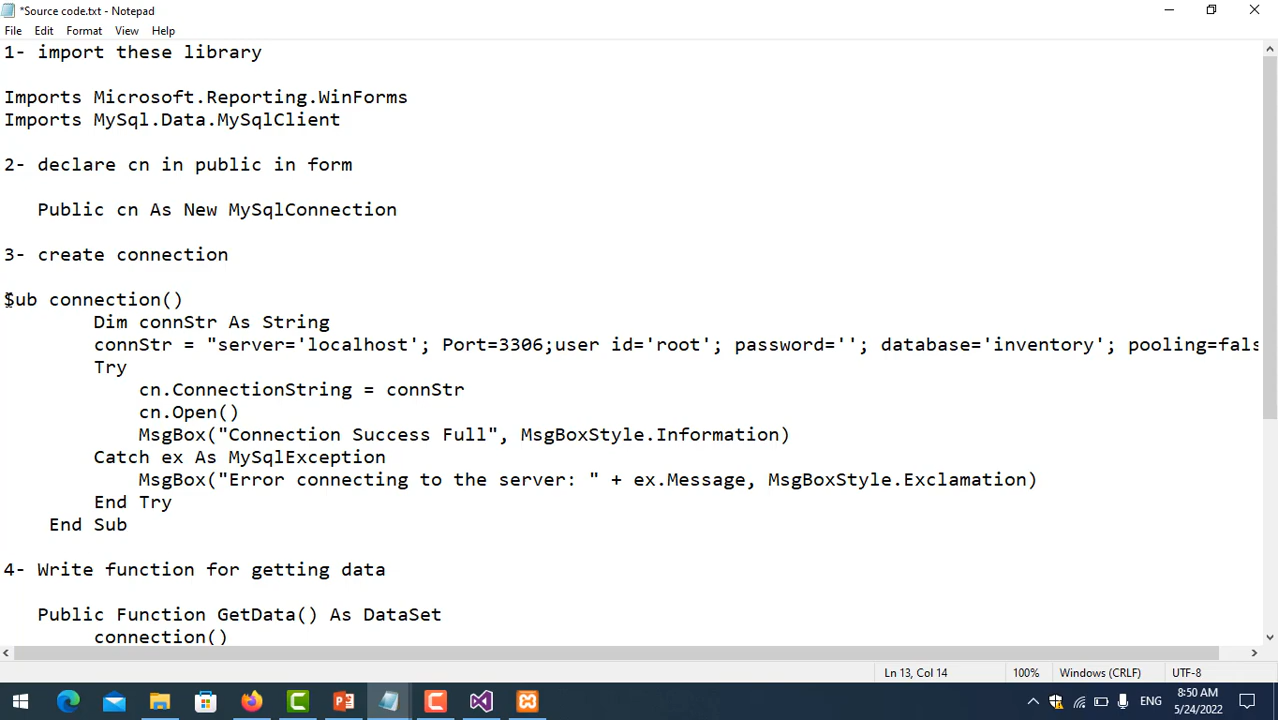 *Source code.txt - Notepad
File Edit Format View Help
1- import these library
Imports Microsoft.Reporting.WinForms
Imports MySql.Data.MySqlClient
2- declare cn in public in form
Public cn As New MySqlConnection
3- create connection
Sub connection()
Dim connStr As String
connStr = "server='localhost'; Port=3306;user id='root'; password=''; database='inventory'; pooling=fals
Try
cn.ConnectionString = connStr
cn.Open()
MsgBox("Connection Success Full", MsgBoxStyle.Information)
Catch ex As MySqlException
MsgBox("Error connecting to the server: " + ex.Message, MsgBoxStyle.Exclamation)
End Try
End Sub
4- Write function for getting data
Public Function GetData() As DataSet
connection()
Ln 13, Col 14 100% Windows (CRLF) UTF-8
ENG 8:50 AM
5/24/2022